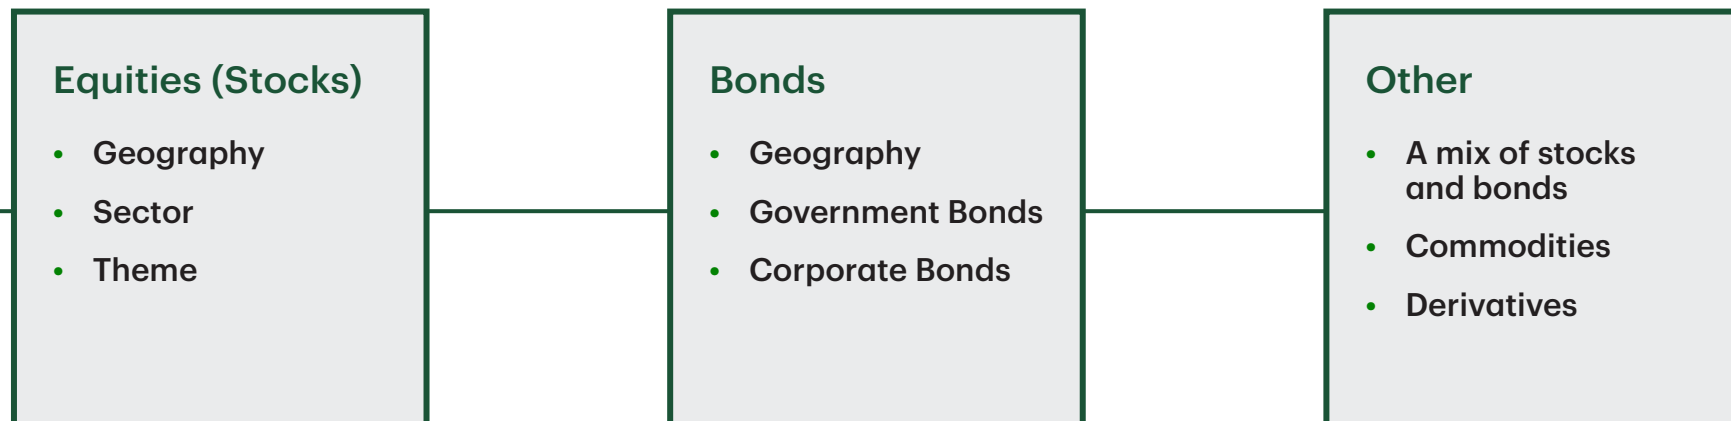 Equities (Stocks)
• Geography
• Sector
• Theme
Bonds
• Geography
• Government Bonds
• Corporate Bonds
Other
• A mix of stocks
and bonds
• Commodities
• Derivatives